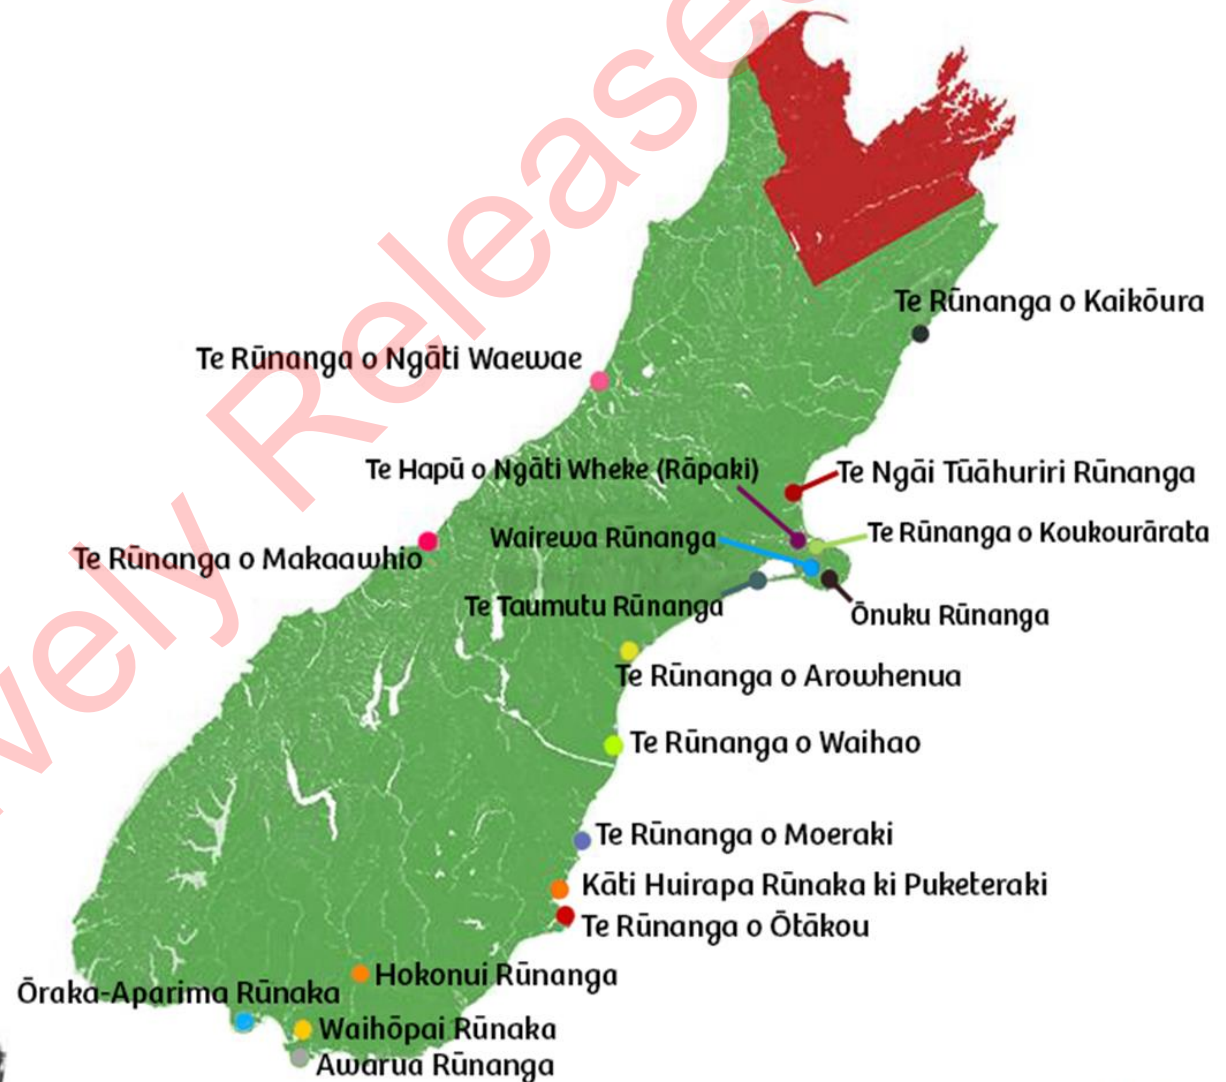 vely Release
Te Rūnanga o Kaikōura
Te Rūnanga o Ngāti Waewae
Te Hapū o Ngāti Wheke (Rāpaki)
Te Ngāi Tūāhuriri Rūnanga
Wairewa Rūnanga
Te Rūnanga o Koukourārata
Te Rūnanga o Makaawhio
Te Taumutu Rūnanga
Ōnuku Rūnanga
Te Rūnanga o Arowhenua
Te Rūnanga o Waihao
Te Rūnanga o Moeraki
Kāti Huirapa Rūnaka ki Puketeraki
Te Rūnanga o Ōtākou
Hokonui Rūnanga
Ōraka-Aparima Rūnaka
Waihōpai Rūnaka
Awarua Rūnanga